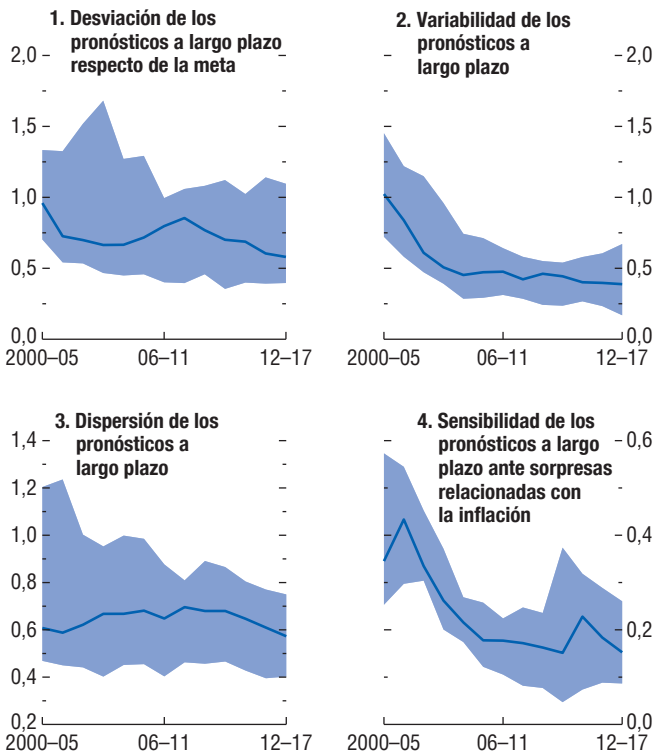 1. Desviación de los
pronósticos a largo plazo
respecto de la meta
2,0
1,5
1,0
0,5
0,0
2000–05
06–11
12–17
2. Variabilidad de los
pronósticos a
largo plazo
2,0
1,5
1,0
0,5
0,0
2000–05
06–11
12–17
3. Dispersión de los
pronósticos a
largo plazo
1,4
1,2
1,0
0,8
0,6
0,4
0,2
2000–05
06–11
12–17
4. Sensibilidad de los
pronósticos a largo
plazo ante sorpresas
relacionadas con
la inflación
0,6
0,4
0,2
0,0
2000–05
06–11
12–17